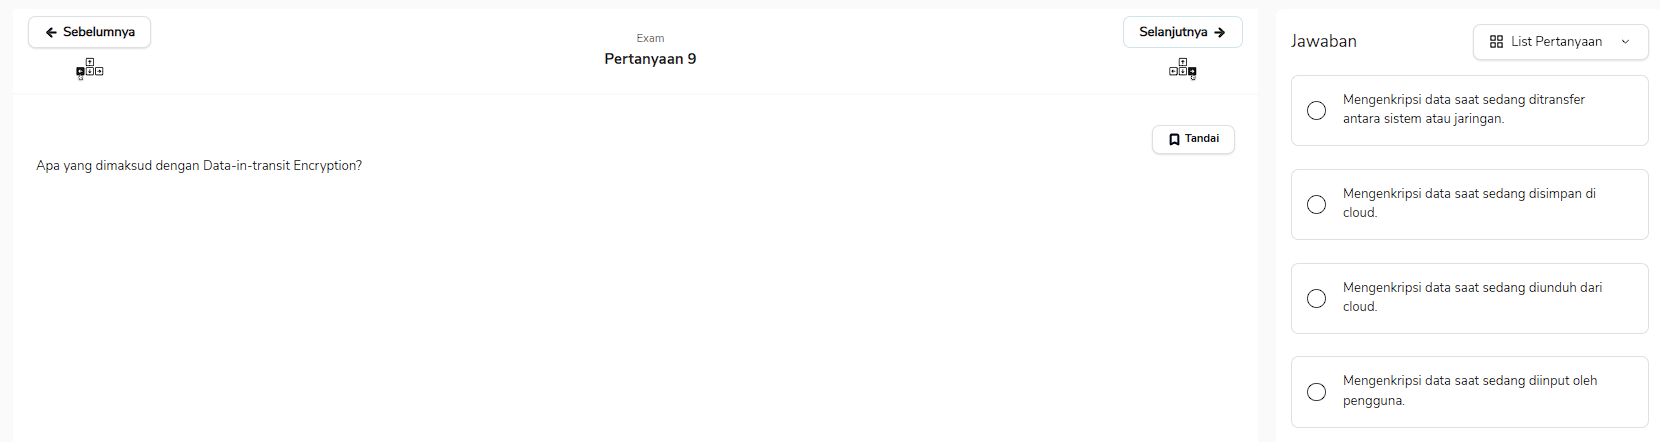 Sebelumnya
Exam
Pertanyaan 9
Selanjutnya
Tandai
Apa yang dimaksud dengan Data-in-transit Encryption?
Jawaban
List Pertanyaan
Mengenkripsi data saat sedang ditransfer
antara sistem atau jaringan.
Mengenkripsi data saat sedang disimpan di
cloud.
Mengenkripsi data saat sedang diunduh dari
cloud.
Mengenkripsi data saat sedang diinput oleh
pengguna.